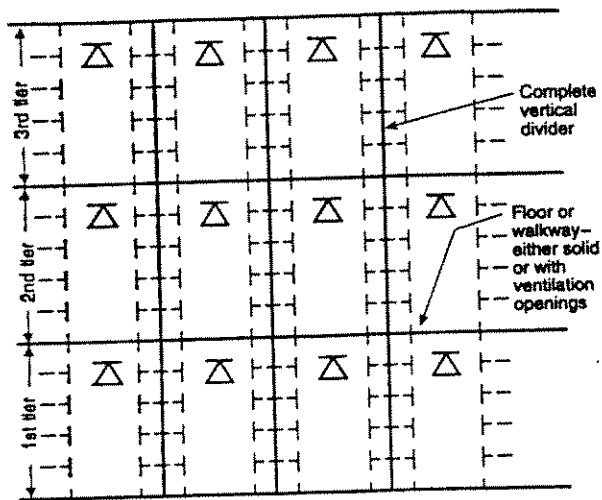 3rd tier
2nd tier
1st tier
Complete
vertical
divider
Floor or
walkway–
either solid
or with
ventilation
openings